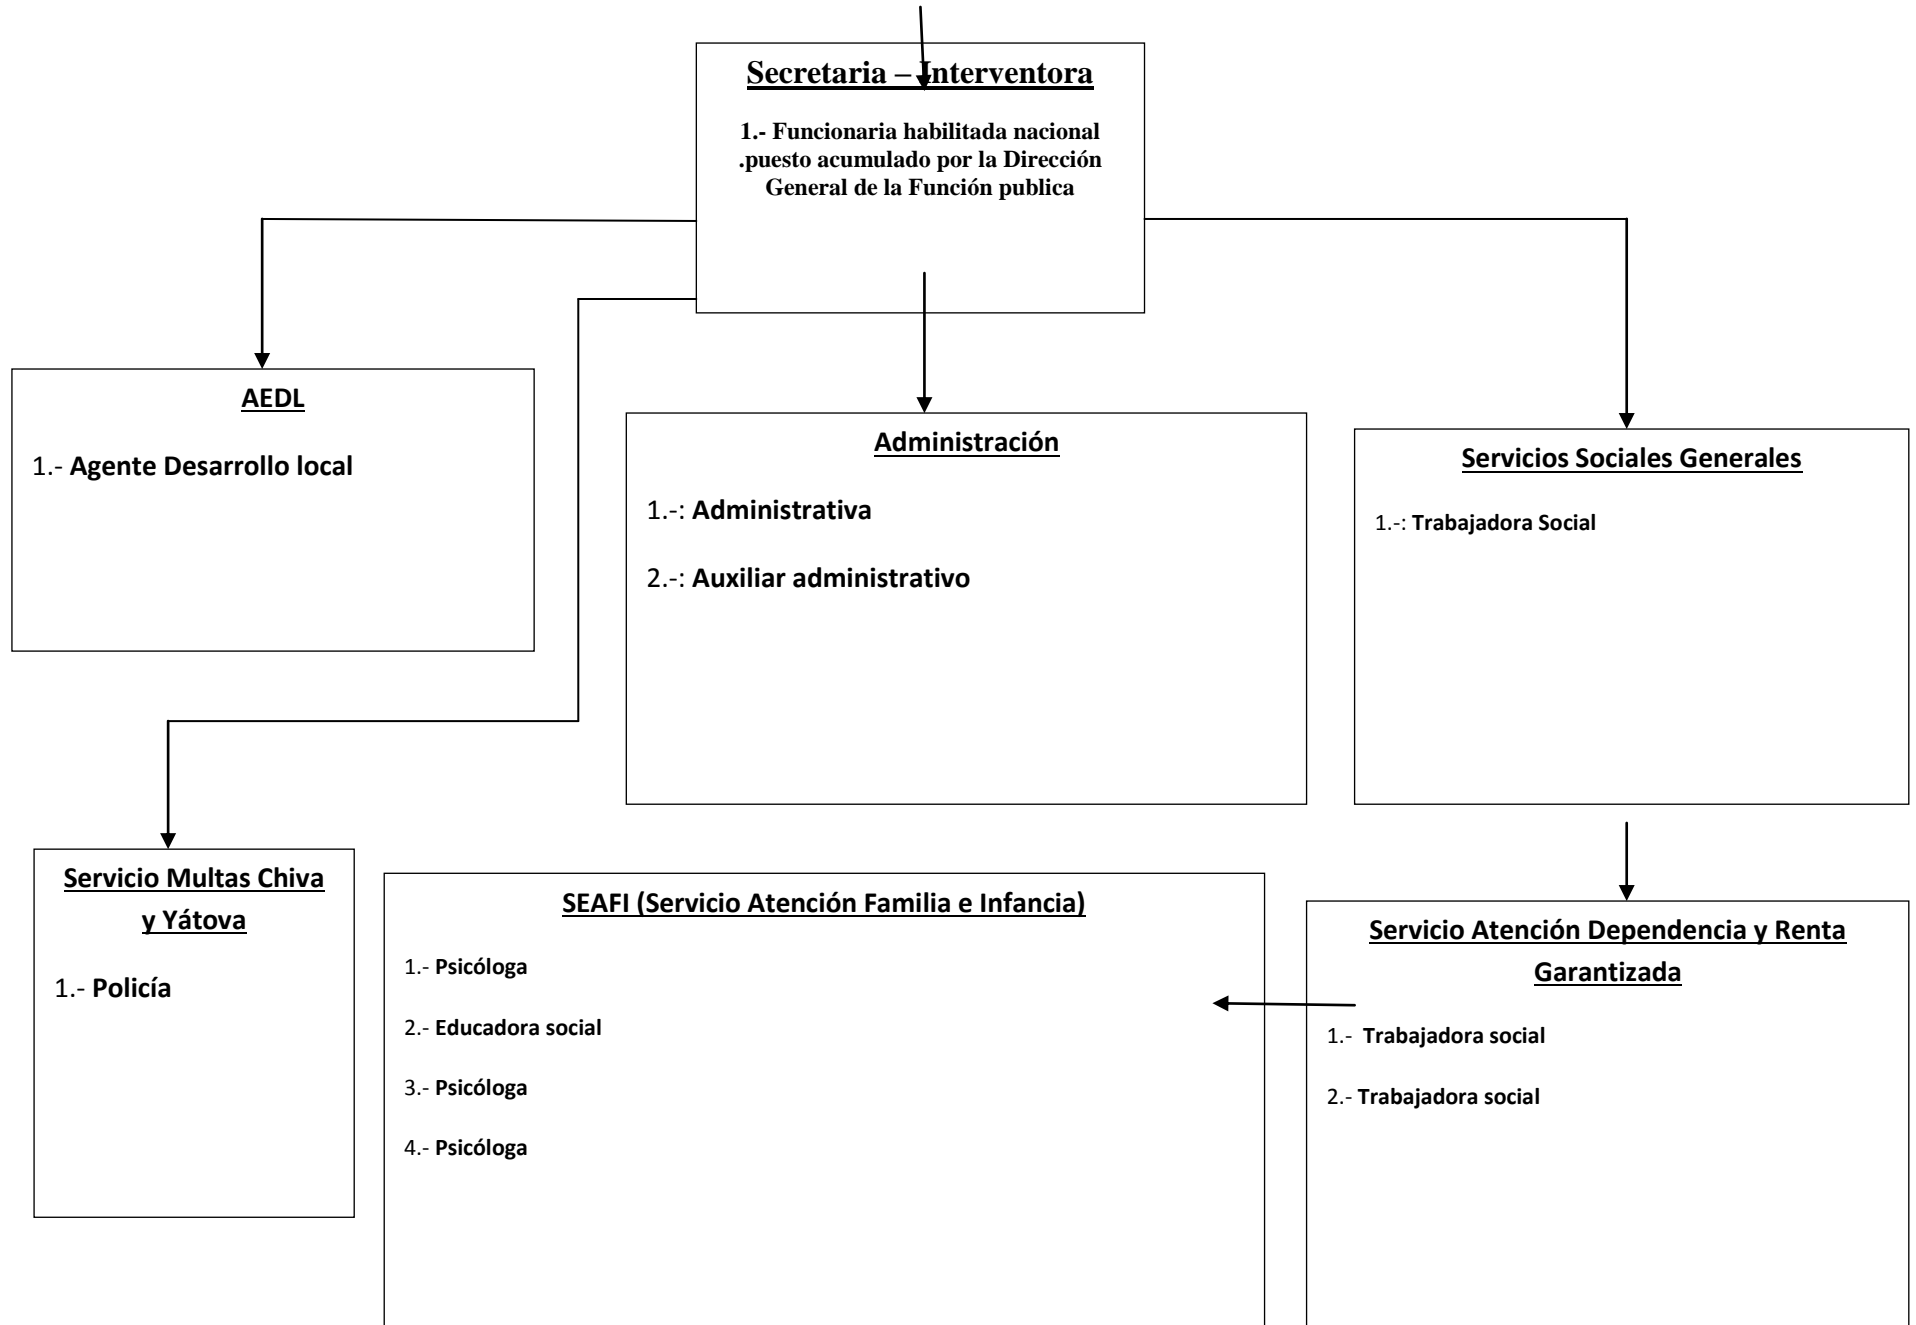 Secretaria – Interventora
1.- Funcionaria habilitada nacional
.puesto acumulado por la Dirección
General de la Función publica
AEDL
1.- Agente Desarrollo local
Administración
1.-: Administrativa
2.-: Auxiliar administrativo
Servicios Sociales Generales
1.-: Trabajadora Social
Servicio Multas Chiva
y Yátova
1.- Policía
SEAFI (Servicio Atención Familia e Infancia)
1.- Psicóloga
2.- Educadora social
3.- Psicóloga
4.- Psicóloga
Servicio Atención Dependencia y Renta
Garantizada
1.- Trabajadora social
2.- Trabajadora social